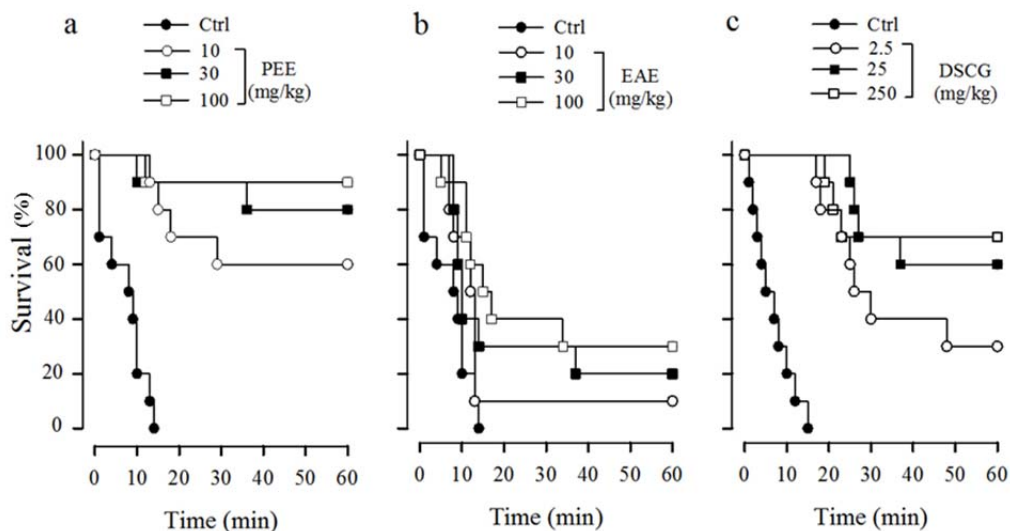 a
Ctrl
10
30
100
PEE
(mg/kg)
b
Ctrl
10
30
100
EAE
(mg/kg)
c
Ctrl
2.5
25
250
DSCG
(mg/kg)
Survival (%)
100
80
60
40
20
0
0 10 20 30 40 50 60
Time (min)
0 10 20 30 40 50 60
Time (min)
0 10 20 30 40 50 60
Time (min)